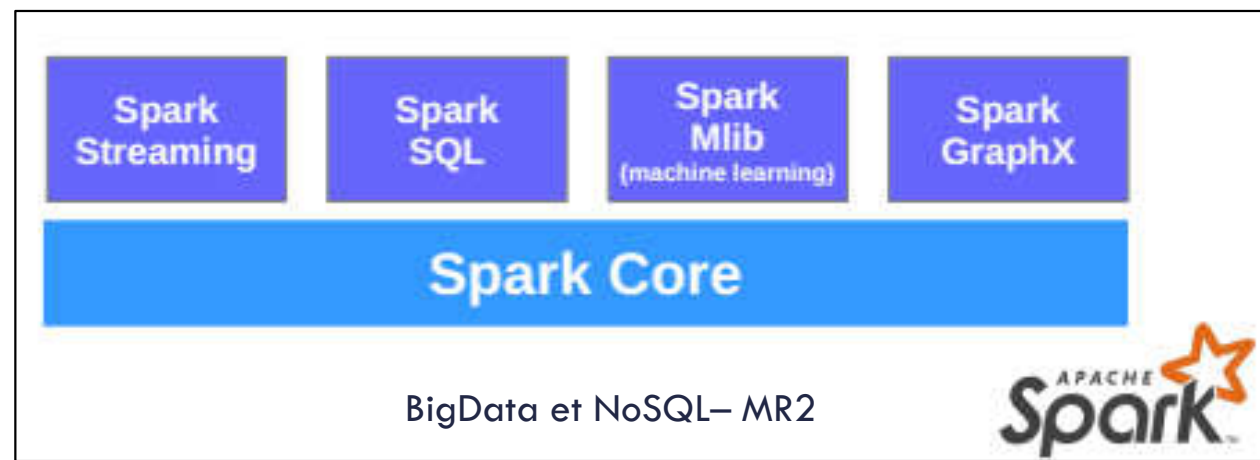 Spark
Streaming
Spark
SQL
Spark
Mlib
(machine learning)
Spark
GraphX
Spark Core
BigData et NoSQL– MR2
APACHE
Spark